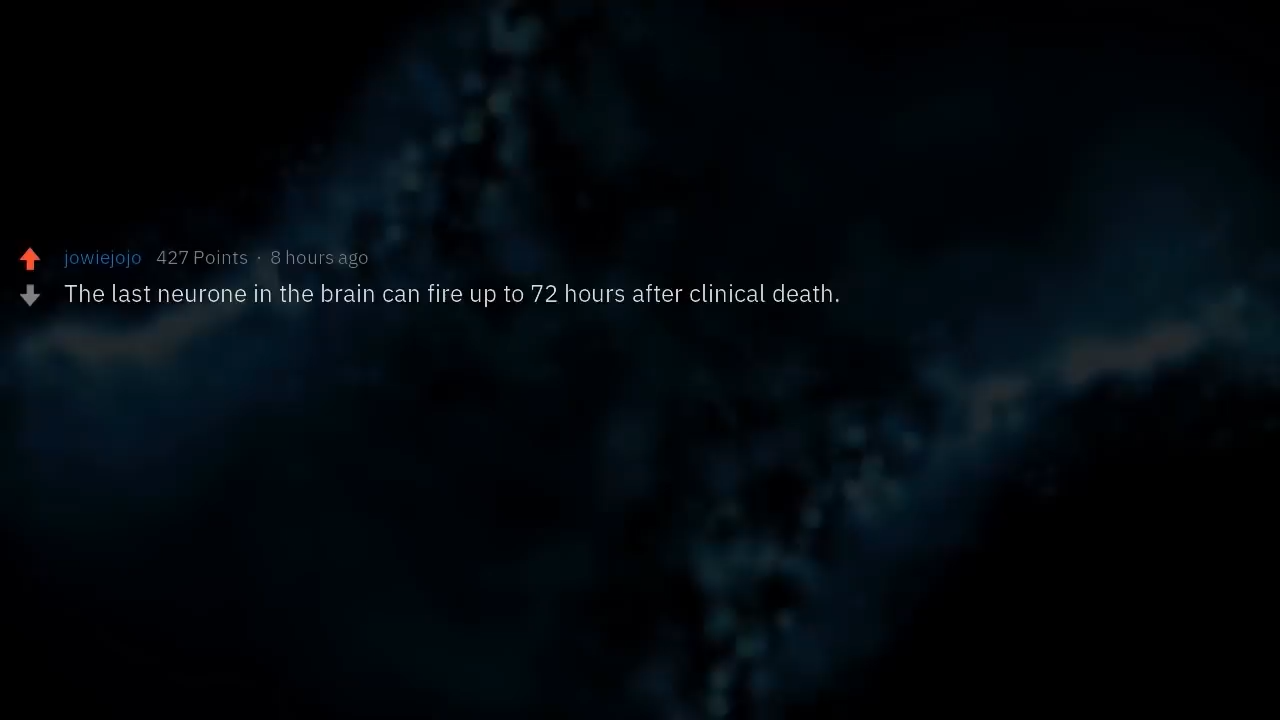 jowiejojo 427 Points · 8 hours ago
The last neurone in the brain can fire up to 72 hours after clinical death.